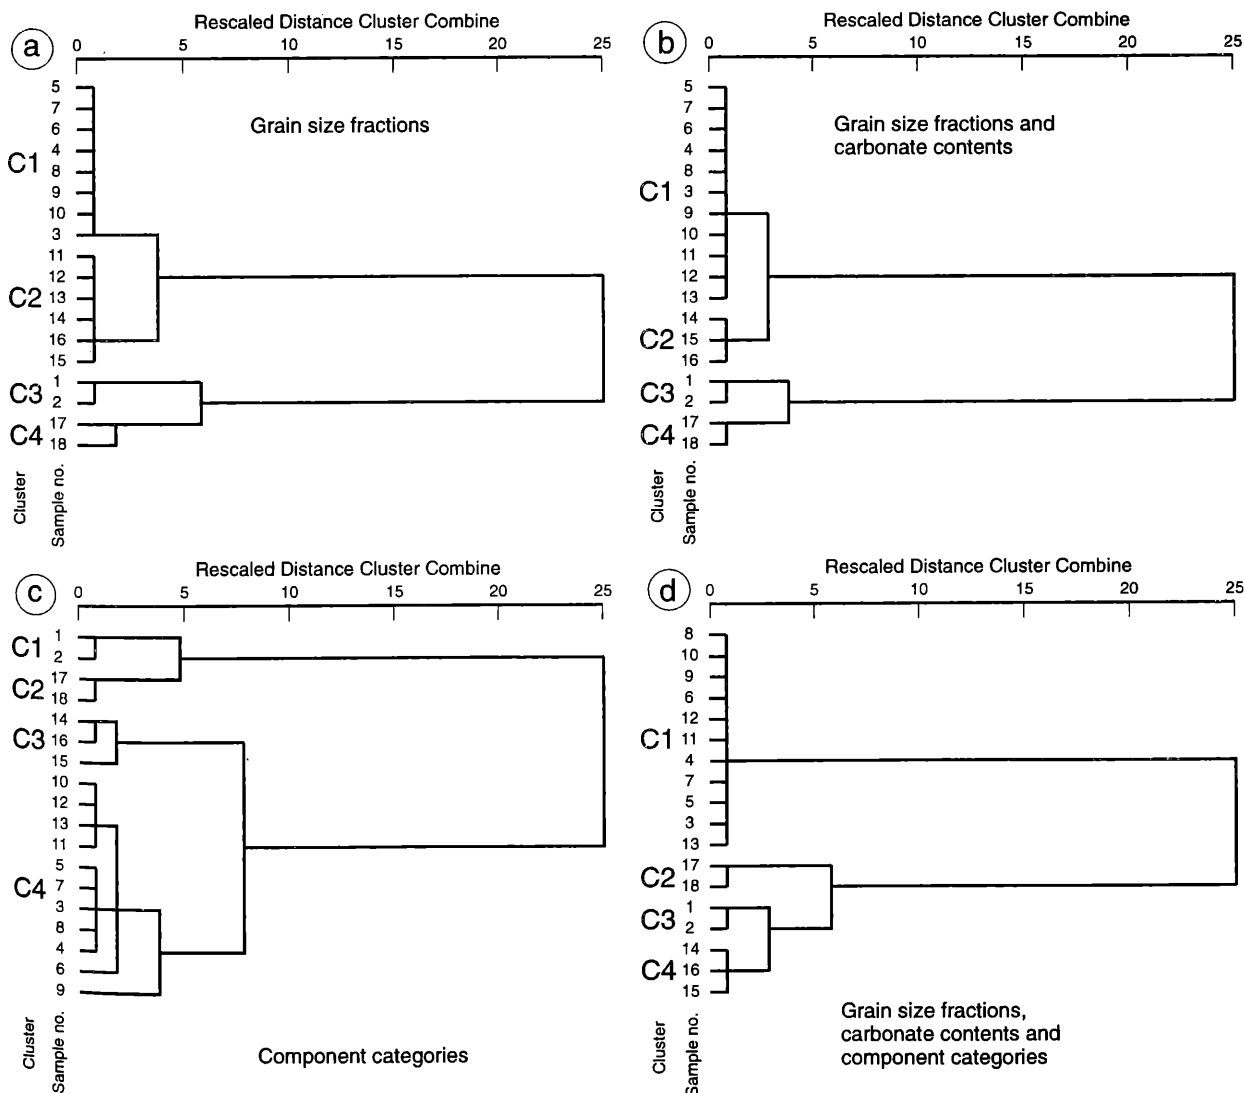 Rescaled Distance Cluster Combine
a
0 5 10 15 20 25
Grain size fractions
5
7
6
4
C1 8
9
10
3
11
12
C2 13
14
16
15
C3 1
2
17
C4 18
Cluster
Sample no.
Rescaled Distance Cluster Combine
b
0 5 10 15 20 25
Grain size fractions and
carbonate contents
5
7
6
4
8
C1 3
9
10
11
12
13
14
C2 15
16
1
C3 2
17
C4 18
Cluster
Sample no.
Rescaled Distance Cluster Combine
c
0 5 10 15 20 25
C1 1
2
17
C2 18
14
C3 16
15
10
12
13
11
5
C4 7
3
8
4
6
9
Cluster
Sample no.
Component categories
Rescaled Distance Cluster Combine
d
0 5 10 15 20 25
8
10
9
6
12
C1 11
4
7
5
3
13
17
C2 18
1
C3 2
14
C4 16
15
Cluster
Sample no.
Grain size fractions,
carbonate contents and
component categories